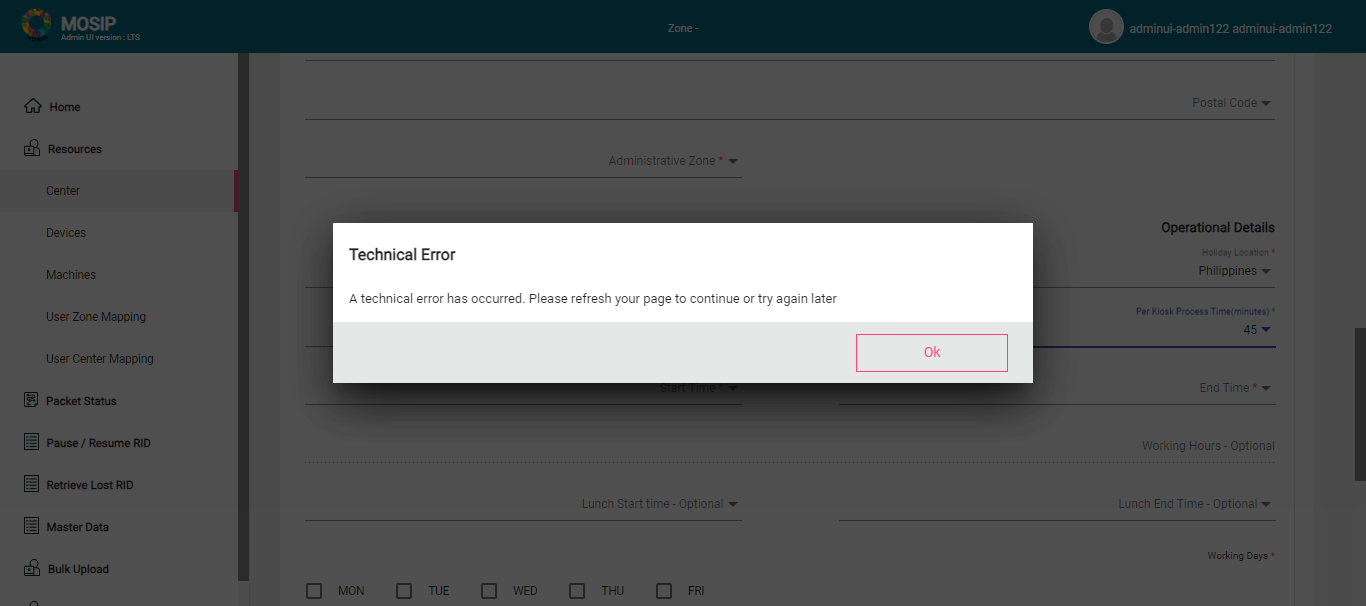 MOSIP
Admin UI version : LTS
Zone -
adminui-admin122 adminui-admin122
Home
Resources
Center
Devices
Machines
User Zone Mapping
User Center Mapping
Packet Status
Pause / Resume RID
Retrieve Lost RID
Master Data
Bulk Upload
Postal Code
Administrative Zone *
Operational Details
Holiday Location *
Philippines
Per Kiosk Process Time(minutes) *
45
Technical Error
A technical error has occurred. Please refresh your page to continue or try again later
Ok
Start Time *
End Time *
Working Hours - Optional
Lunch Start time - Optional
Lunch End Time - Optional
Working Days *
MON TUE WED THU FRI